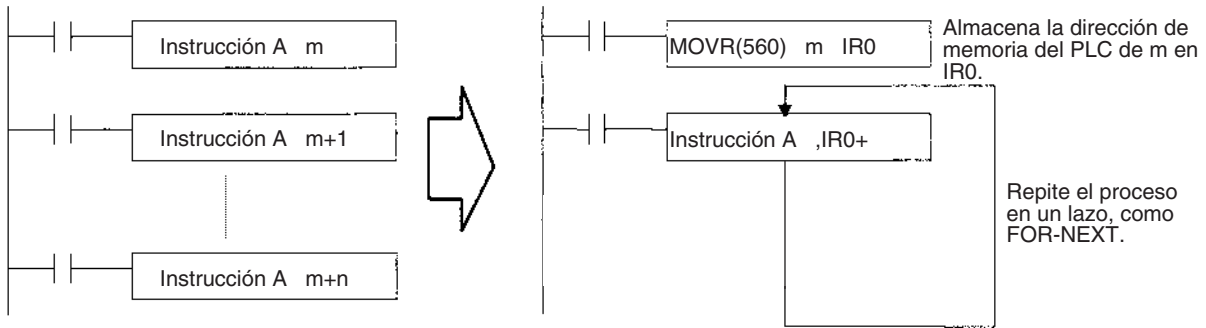 Instrucción A m
Instrucción A m+1
Instrucción A m+n
MOVR(560) m IR0
Almacena la dirección de
memoria del PLC de m en
IR0.
Instrucción A ,IR0+
Repite el proceso
en un lazo, como
FOR-NEXT.